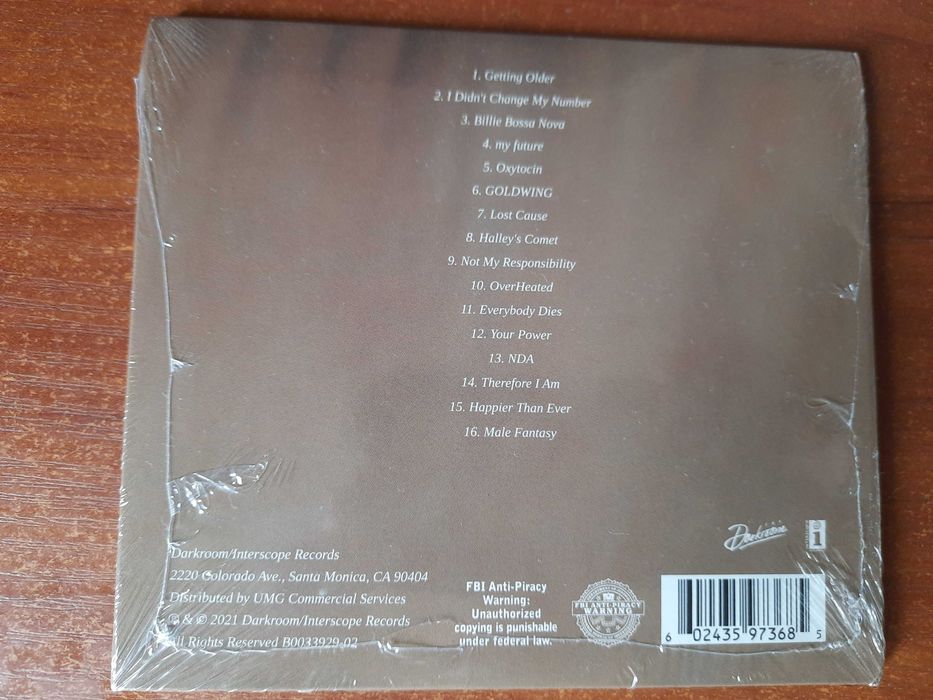 1. Getting Older
2. I Didn't Change My Number
3. Billie Bossa Nova
4. my future
5. Oxytocin
6. GOLDWING
7. Lost Cause
8. Halley's Comet
9. Not My Responsibility
10. OverHeated
11. Everybody Dies
12. Your Power
13. NDA
14. Therefore I Am
15. Happier Than Ever
16. Male Fantasy
Darkroom
Darkroom/Interscope Records
2220 Colorado Ave., Santa Monica, CA 90404
Distributed by UMG Commercial Services
℗ & © 2021 Darkroom/Interscope Records
All Rights Reserved B0033929-02
FBI Anti-Piracy
Warning:
Unauthorized
copying is punishable
under federal law.
FBI ANTI-PIRACY
WARNING
6 02435 97368 5